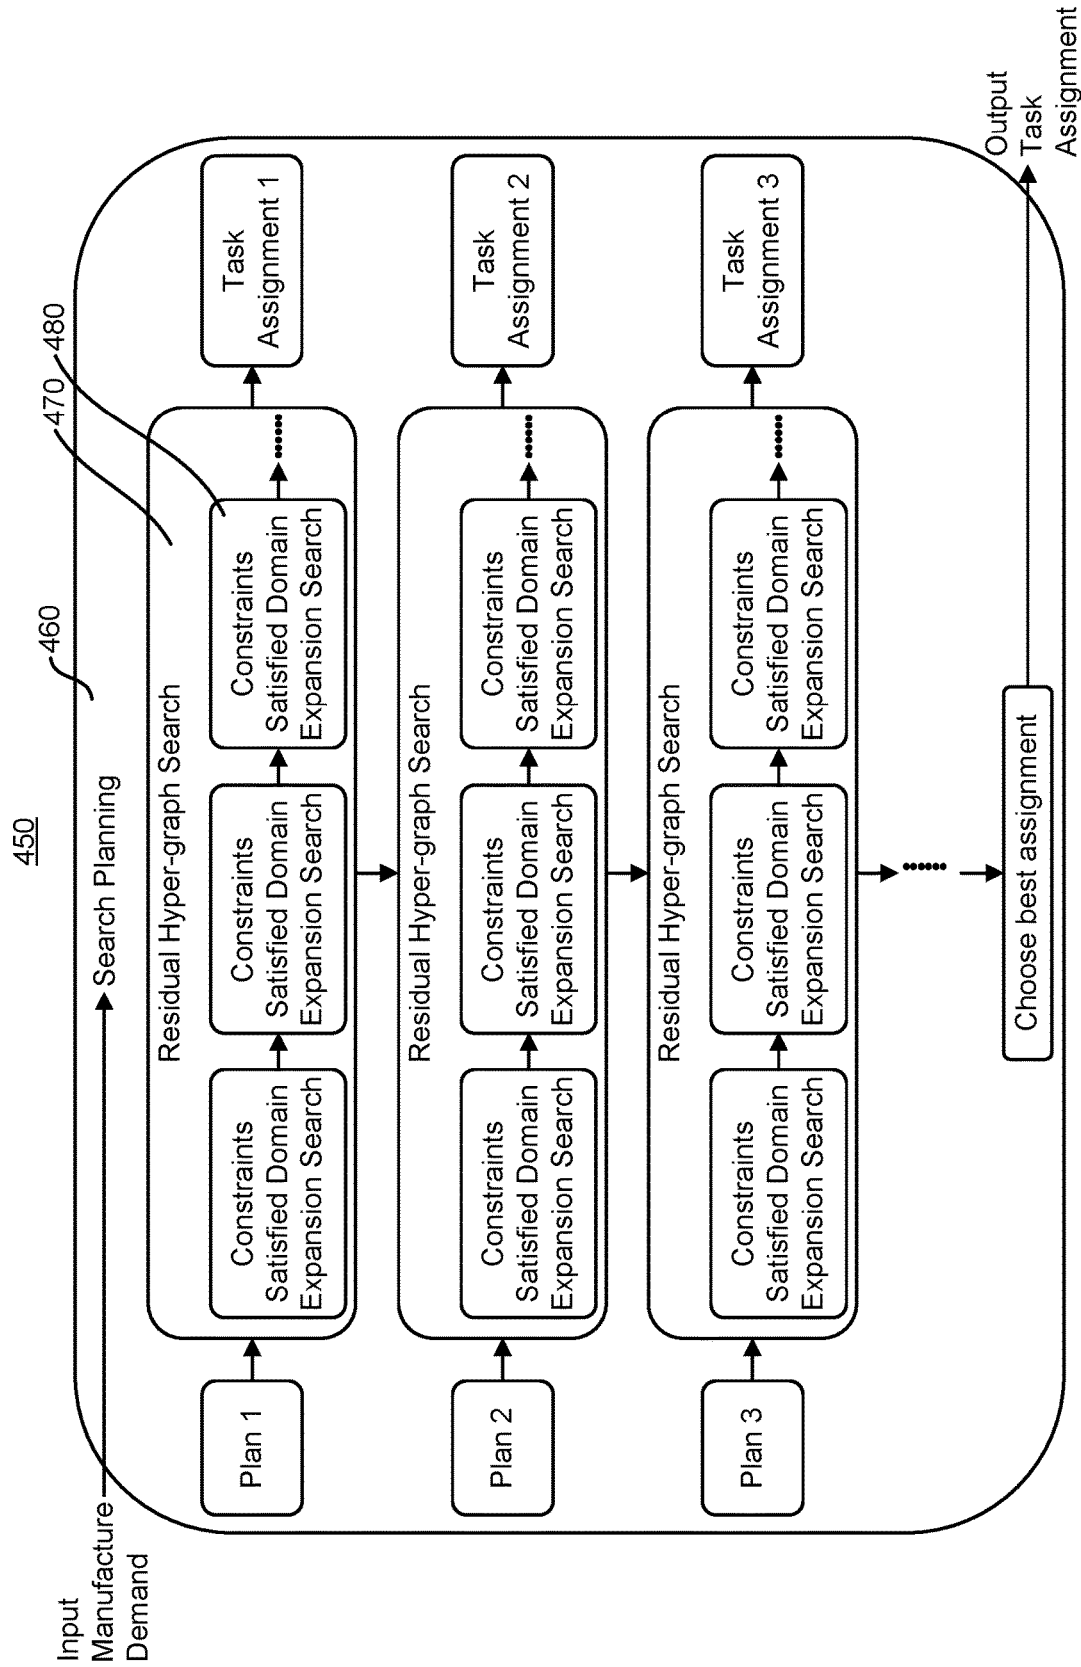 450
Input
Manufacture
Demand
Search Planning
460
470
480
Residual Hyper-graph Search
Plan 1
Constraints
Satisfied Domain
Expansion Search
Constraints
Satisfied Domain
Expansion Search
Constraints
Satisfied Domain
Expansion Search
Task
Assignment 1
Residual Hyper-graph Search
Plan 2
Constraints
Satisfied Domain
Expansion Search
Constraints
Satisfied Domain
Expansion Search
Constraints
Satisfied Domain
Expansion Search
Task
Assignment 2
Residual Hyper-graph Search
Plan 3
Constraints
Satisfied Domain
Expansion Search
Constraints
Satisfied Domain
Expansion Search
Constraints
Satisfied Domain
Expansion Search
Task
Assignment 3
Choose best assignment
Output
Task
Assignment